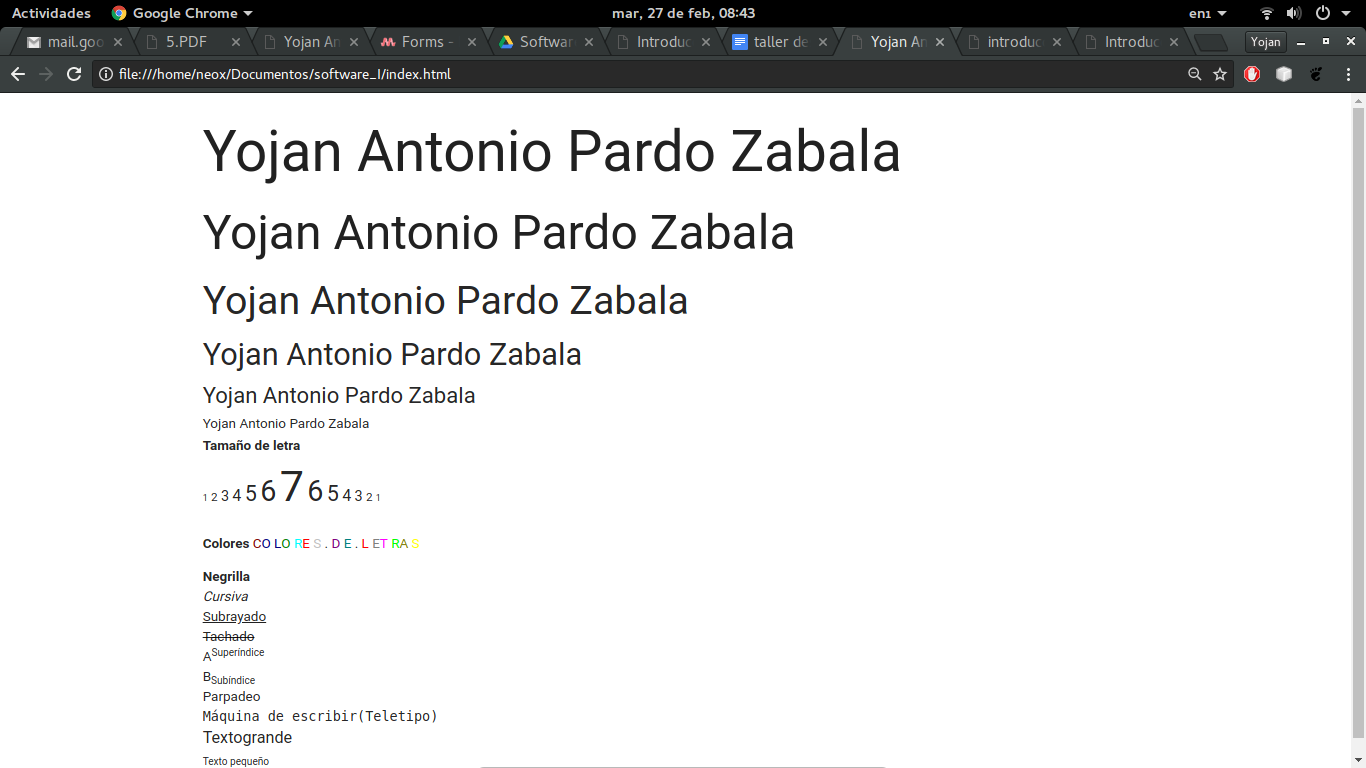 Actividades Google Chrome mar, 27 de feb, 08:43 en1
mail.goo 5.PDF Yojan An Forms - Software Introduc taller de Yojan An introduc Introduc Yojan
file:///home/neox/Documentos/software_I/index.html
Yojan Antonio Pardo Zabala
Yojan Antonio Pardo Zabala
Yojan Antonio Pardo Zabala
Yojan Antonio Pardo Zabala
Yojan Antonio Pardo Zabala
Yojan Antonio Pardo Zabala
Tamaño de letra
1 2 3 4 5 6 7 6 5 4 3 2 1
Colores CO LO RE S . D E . L ET RA S
Negrilla
Cursiva
Subrayado
Tachado
ASuperíndice
BSubíndice
Parpadeo
Máquina de escribir(Teletipo)
Textogrande
Texto pequeño